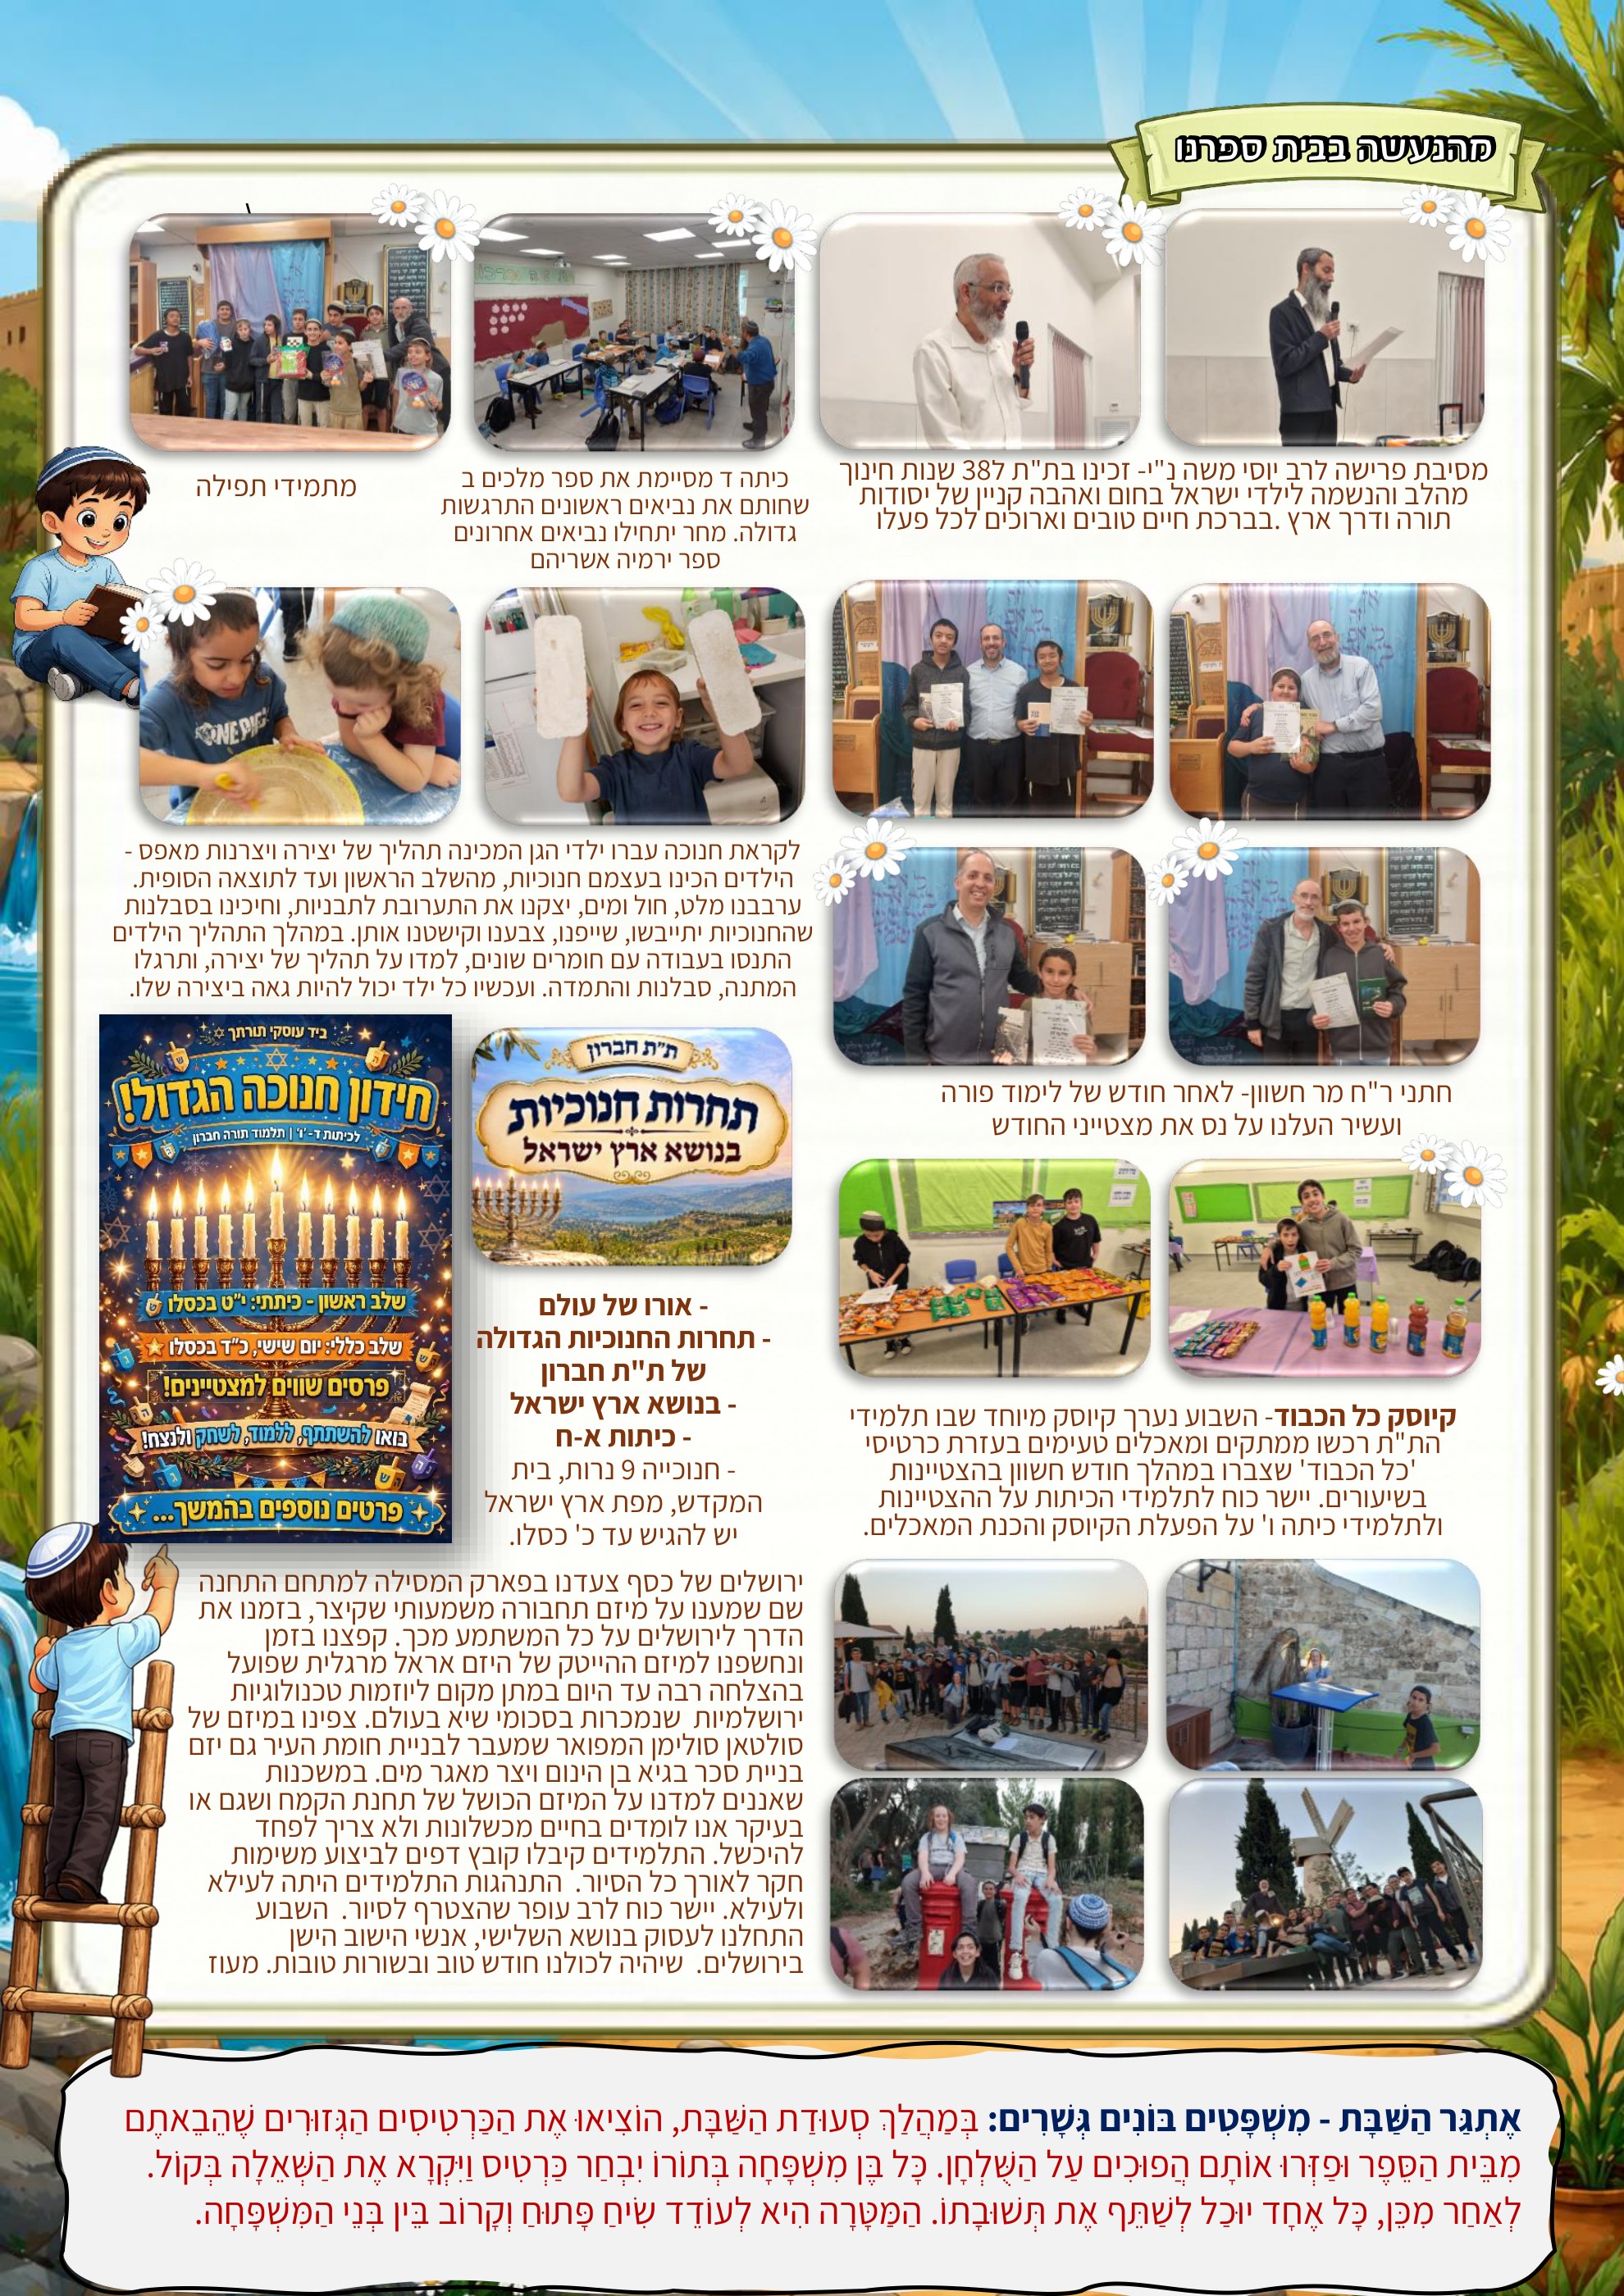 מהנעשה בבית ספרנו
מסיבת פרישה לרב יוסי משה נ"י- זכינו בת"ת ל38 שנות חינוך
מהלב והנשמה לילדי ישראל בחום ואהבה קניין של יסודות
תורה ודרך ארץ .בברכת חיים טובים וארוכים לכל פעלו
כיתה ד מסיימת את ספר מלכים ב
שחותם את נביאים ראשונים התרגשות
גדולה. מחר יתחילו נביאים אחרונים
ספר ירמיה אשריהם
מתמידי תפילה
חתני ר"ח מר חשוון- לאחר חודש של לימוד פורה
ועשיר העלנו על נס את מצטייני החודש
לקראת חנוכה עברו ילדי הגן המכינה תהליך של יצירה ויצרנות מאפס -
הילדים הכינו בעצמם חנוכיות, מהשלב הראשון ועד לתוצאה הסופית.
ערבבנו מלט, חול ומים, יצקנו את התערובת לתבניות, וחיכינו בסבלנות
שהחנוכיות יתייבשו, שייפנו, צבענו וקישטנו אותן. במהלך התהליך הילדים
התנסו בעבודה עם חומרים שונים, למדו על תהליך של יצירה, ותרגלו
המתנה, סבלנות והתמדה. ועכשיו כל ילד יכול להיות גאה ביצירה שלו.
ת״ת חברון
תחרות חנוכיות
בנושא ארץ ישראל
- אורו של עולם
- תחרות החנוכיות הגדולה
של ת"ת חברון
- בנושא ארץ ישראל
- כיתות א-ח
- חנוכייה 9 נרות, בית
המקדש, מפת ארץ ישראל
יש להגיש עד כ' כסלו.
ביד עוסקי תורתך
חידון חנוכה הגדול!
לכיתות ד-ו' | תלמוד תורה חברון
שלב ראשון - כיתתי: י״ט בכסלו
שלב כללי: יום שישי, כ״ד בכסלו
פרסים שווים למצטיינים!
בואו להשתתף, ללמוד, לשחק ולנצח!
פרטים נוספים בהמשך...
קיוסק כל הכבוד- השבוע נערך קיוסק מיוחד שבו תלמידי
הת"ת רכשו ממתקים ומאכלים טעימים בעזרת כרטיסי
'כל הכבוד' שצברו במהלך חודש חשוון בהצטיינות
בשיעורים. יישר כוח לתלמידי הכיתות על ההצטיינות
ולתלמידי כיתה ו' על הפעלת הקיוסק והכנת המאכלים.
ירושלים של כסף צעדנו בפארק המסילה למתחם התחנה
שם שמענו על מיזם תחבורה משמעותי שקיצר, בזמנו את
הדרך לירושלים על כל המשתמע מכך. קפצנו בזמן
ונחשפנו למיזם ההייטק של היזם אראל מרגלית שפועל
בהצלחה רבה עד היום במתן מקום ליוזמות טכנולוגיות
ירושלמיות  שנמכרות בסכומי שיא בעולם. צפינו במיזם של
סולטאן סולימן המפואר שמעבר לבניית חומת העיר גם יזם
בניית סכר בגיא בן הינום ויצר מאגר מים. במשכנות
שאננים למדנו על המיזם הכושל של תחנת הקמח ושגם או
בעיקר אנו לומדים בחיים מכשלונות ולא צריך לפחד
להיכשל. התלמידים קיבלו קובץ דפים לביצוע משימות
חקר לאורך כל הסיור.  התנהגות התלמידים היתה לעילא
ולעילא. יישר כוח לרב עופר שהצטרף לסיור.  השבוע
התחלנו לעסוק בנושא השלישי, אנשי הישוב הישן
בירושלים.  שיהיה לכולנו חודש טוב ובשורות טובות. מעוז
אֶתְגַּר הַשַּׁבָּת - מִשְׁפָּטִים בּוֹנִים גְּשָׁרִים: בְּמַהֲלַךְ סְעוּדַת הַשַּׁבָּת, הוֹצִיאוּ אֶת הַכַּרְטִיסִים הַגְּזוּרִים שֶׁהֵבֵאתֶם
מִבֵּית הַסֵּפֶר וּפַזְּרוּ אוֹתָם הֲפוּכִים עַל הַשֻּׁלְחָן. כָּל בֶּן מִשְׁפָּחָה בְּתוֹרוֹ יִבְחַר כַּרְטִיס וַיִּקְרָא אֶת הַשְּׁאֵלָה בְּקוֹל.
לְאַחַר מִכֵּן, כָּל אֶחָד יוּכַל לְשַׁתֵּף אֶת תְּשׁוּבָתוֹ. הַמַּטָּרָה הִיא לְעוֹדֵד שִׂיחַ פָּתוּחַ וְקָרוֹב בֵּין בְּנֵי הַמִּשְׁפָּחָה.